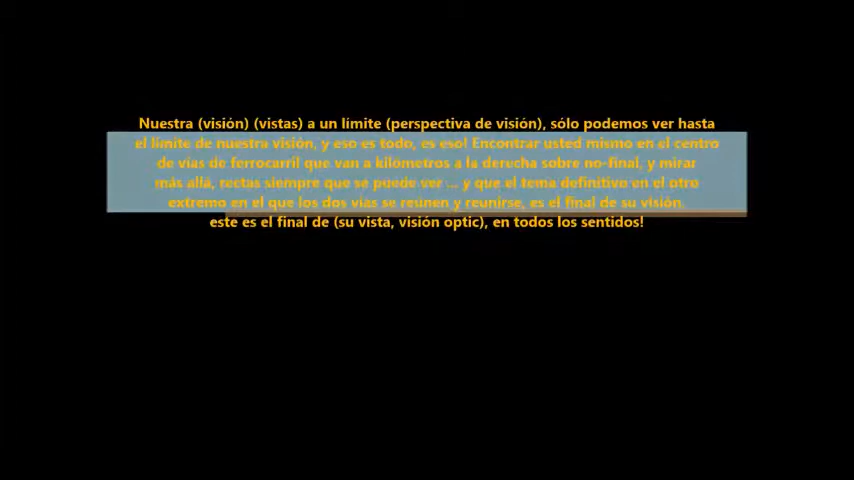 Nuestra (visión) (vistas) a un límite (perspectiva de visión), sólo podemos ver hasta
el límite de nuestra visión, y eso es todo, es eso! Encontrar usted mismo en el centro
de vías de ferrocarril que van a kilómetros a la derecha sobre no-final, y mirar
más allá, rectas siempre que se puede ver ... y que el tema definitivo en el otro
extremo en el que los dos vías se reúnen y reunirse, es el final de su visión.
este es el final de (su vista, visión optic), en todos los sentidos!